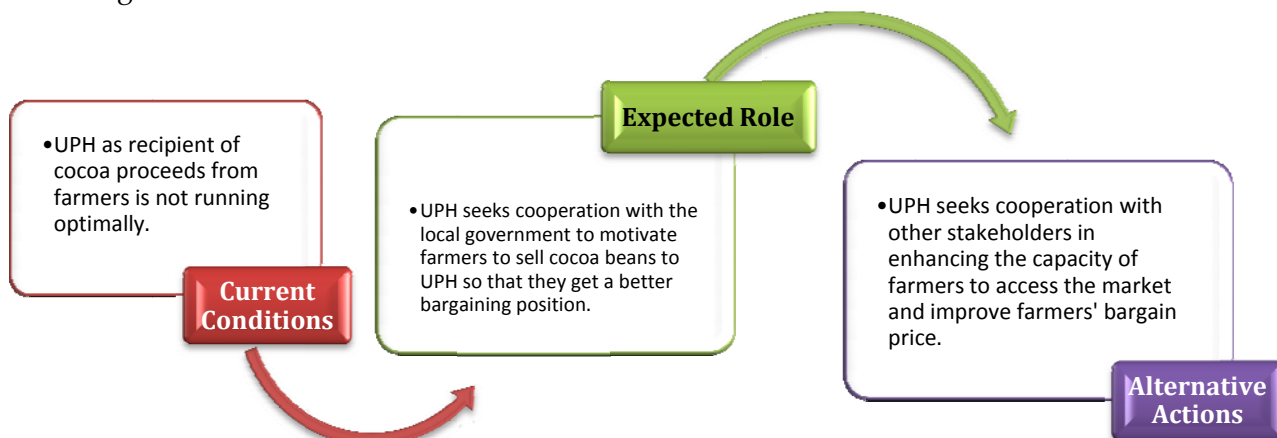 •UPH as recipient of
cocoa proceeds from
farmers is not running
optimally.
Current
Conditions
Expected Role
•UPH seeks cooperation with the
local government to motivate
farmers to sell cocoa beans to
UPH so that they get a better
bargaining position.
•UPH seeks cooperation with
other stakeholders in
enhancing the capacity of
farmers to access the market
and improve farmers' bargain
price.
Alternative
Actions